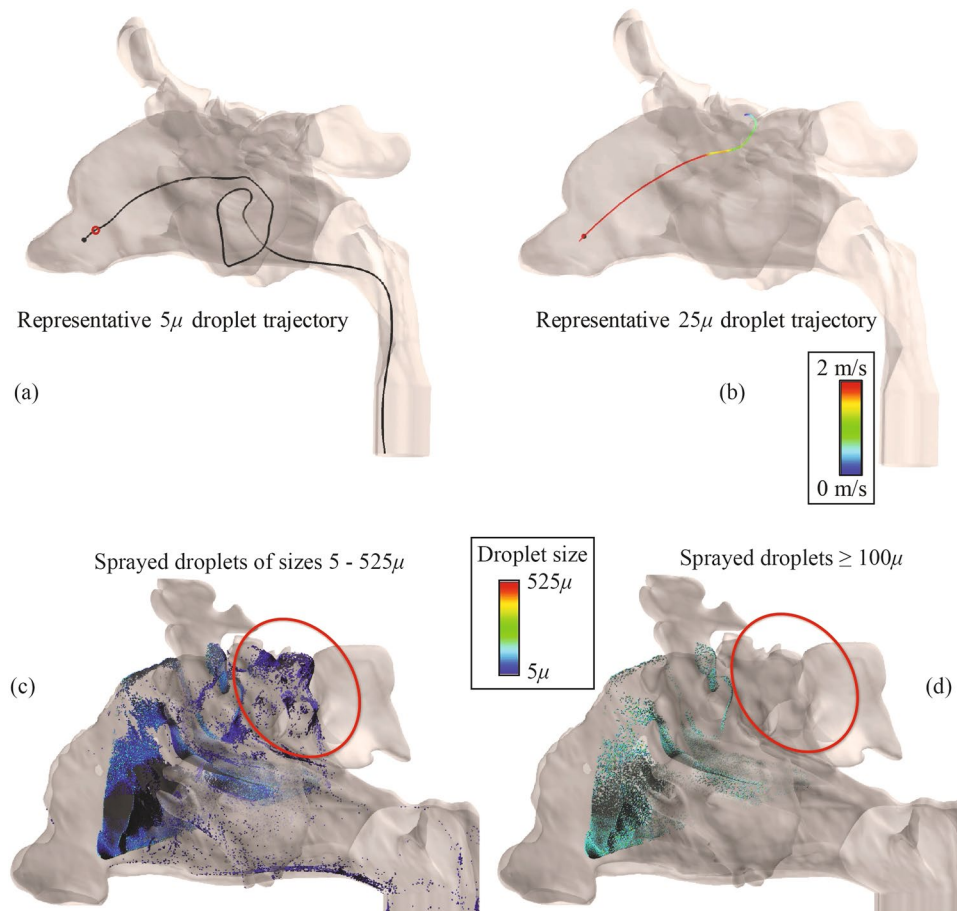 Representative 5μ droplet trajectory
(a)
Representative 25μ droplet trajectory
(b)
2 m/s
0 m/s
Sprayed droplets of sizes 5 - 525μ
(c)
Droplet size
525μ
5μ
Sprayed droplets ≥ 100μ
(d)